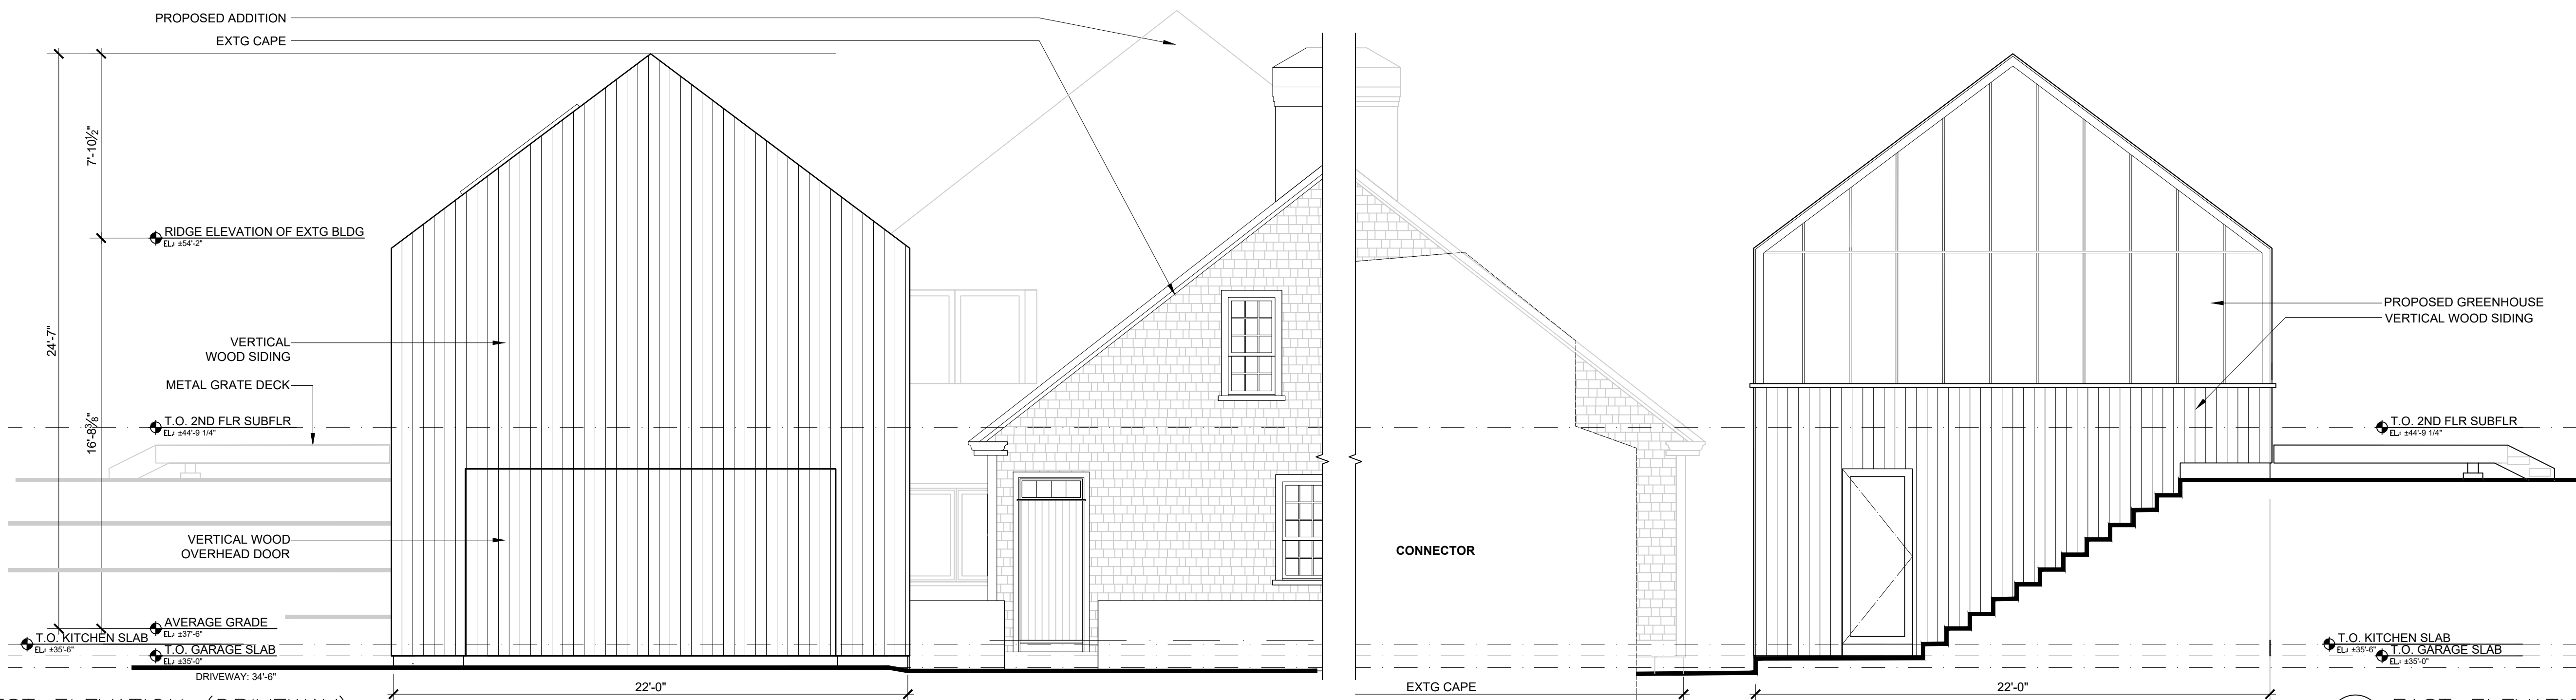 PROPOSED ADDITION
EXTG CAPE
7'-10½"
RIDGE ELEVATION OF EXTG BLDG
EL: ±54'-2"
24'-7"
VERTICAL
WOOD SIDING
METAL GRATE DECK
16'-8⅜"
T.O. 2ND FLR SUBFLR
EL: ±44'-9 1/4"
VERTICAL WOOD
OVERHEAD DOOR
AVERAGE GRADE
EL: ±37'-6"
T.O. KITCHEN SLAB
EL: ±35'-6"
T.O. GARAGE SLAB
EL: ±35'-0"
DRIVEWAY: 34'-6"
22'-0"
CONNECTOR
EXTG CAPE
PROPOSED GREENHOUSE
VERTICAL WOOD SIDING
T.O. 2ND FLR SUBFLR
EL: ±44'-9 1/4"
T.O. KITCHEN SLAB
EL: ±35'-6"
T.O. GARAGE SLAB
EL: ±35'-0"
22'-0"